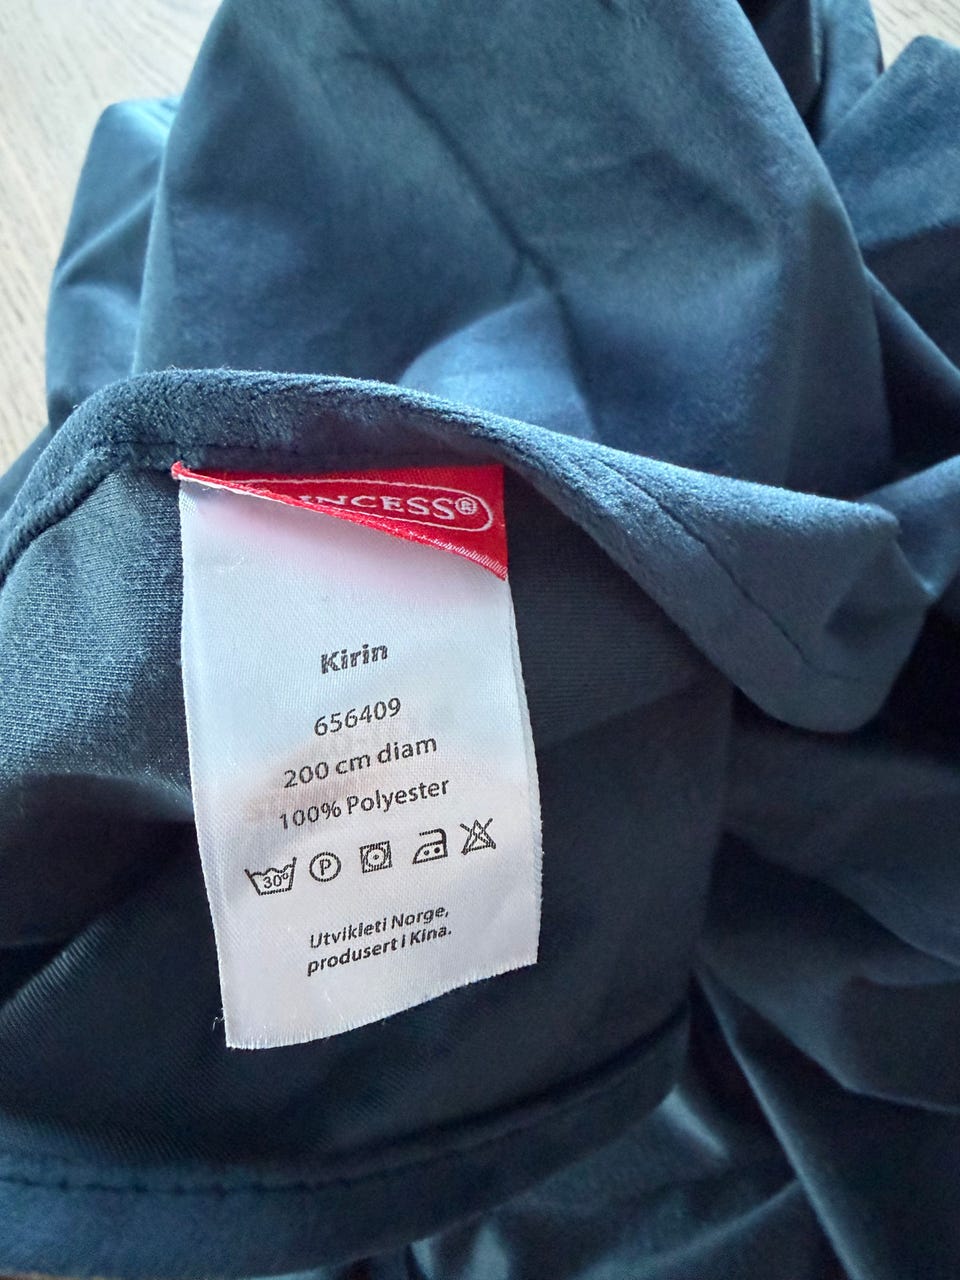 INCESS®
Kirin
656409
200 cm diam
100% Polyester
30° P
Utvikleti Norge,
produsert i Kina.